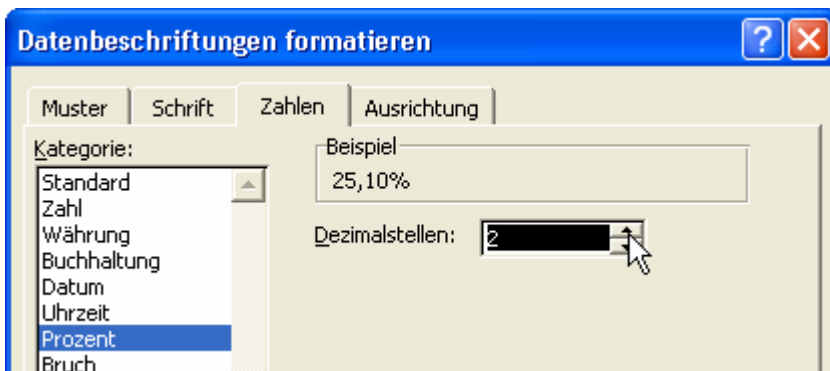 Datenbeschriftungen formatieren
Muster Schrift Zahlen Ausrichtung
Kategorie:
Standard
Zahl
Währung
Buchhaltung
Datum
Uhrzeit
Prozent
Bruch
Beispiel
25,10%
Dezimalstellen: 2